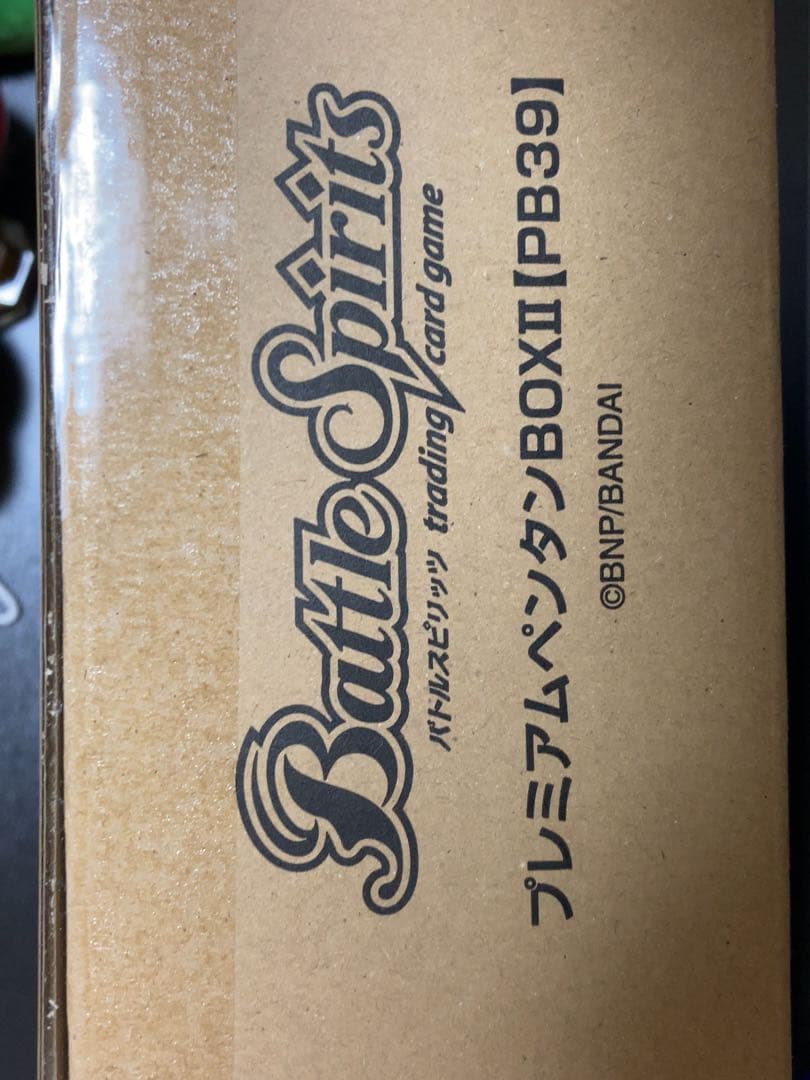 Battle Spirits
バトルスピリッツ trading card game
プレミアムペンタンBOXII【PB39】
©BNP/BANDAI